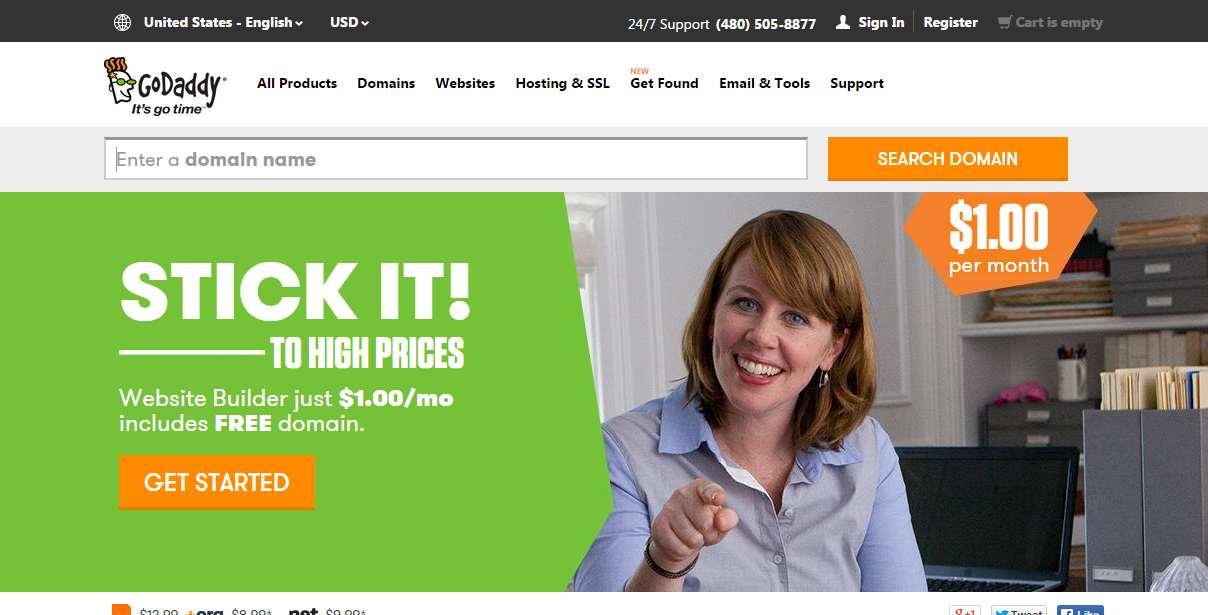 United States - English USD 24/7 Support (480) 505-8877 Sign In Register Cart is empty
GoDaddy
It's go time™
All Products Domains Websites Hosting & SSL NEW Get Found Email & Tools Support
Enter a domain name SEARCH DOMAIN
$1.00
per month
STICK IT!
TO HIGH PRICES
Website Builder just $1.00/mo
includes FREE domain.
GET STARTED
$12.99 .org $8.99* .net $9.99* +1 Tweet Like